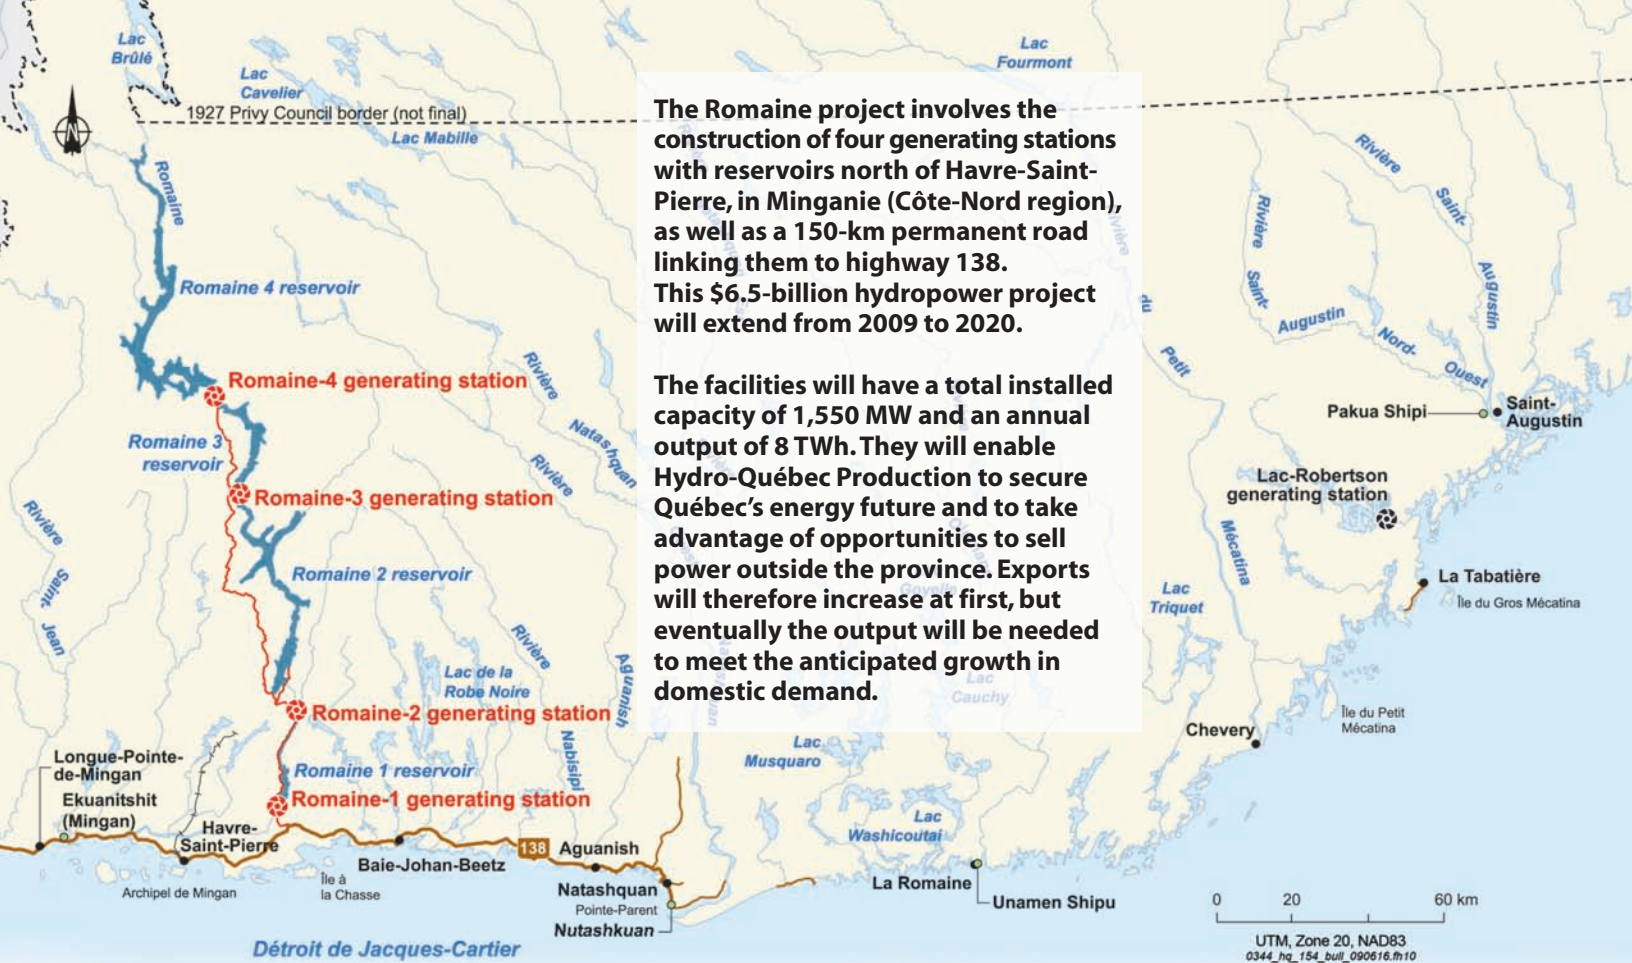 Lac
Brûlé
Lac
Cavelier
1927 Privy Council border (not final)
Lac Mabille
Lac
Fourmont
N
Romaine
The Romaine project involves the
construction of four generating stations
with reservoirs north of Havre-Saint-
Pierre, in Minganie (Côte-Nord region),
as well as a 150-km permanent road
linking them to highway 138.
This $6.5-billion hydropower project
will extend from 2009 to 2020.
The facilities will have a total installed
capacity of 1,550 MW and an annual
output of 8 TWh. They will enable
Hydro-Québec Production to secure
Québec's energy future and to take
advantage of opportunities to sell
power outside the province. Exports
will therefore increase at first, but
eventually the output will be needed
to meet the anticipated growth in
domestic demand.
Rivière
Saint-
Augustin
Rivière
Saint-
Augustin
Nord-
Ouest
Rivière
du
Petit
Mécatina
Romaine 4 reservoir
Romaine-4 generating station
Romaine 3
reservoir
Romaine-3 generating station
Romaine 2 reservoir
Romaine-2 generating station
Romaine 1 reservoir
Romaine-1 generating station
Rivière
Natashquan
Rivière
Aguanish
Rivière
Nabisipi
Rivière
Saint-
Jean
Lac de la
Robe Noire
Goyelle
Lac
Cauchy
Pakua Shipi
Saint-
Augustin
Lac-Robertson
generating station
La Tabatière
Île du Gros Mécatina
Lac
Triquet
Île du Petit
Mécatina
Chevery
Lac
Musquaro
Lac
Washicoutai
Longue-Pointe-
de-Mingan
Ekuanitshit
(Mingan)
Havre-
Saint-Pierre
Archipel de Mingan
Île à
la Chasse
Baie-Johan-Beetz
138
Aguanish
Natashquan
Pointe-Parent
Nutashkuan
La Romaine
Unamen Shipu
Détroit de Jacques-Cartier
0 20 60 km
UTM, Zone 20, NAD83
0344_hq_154_bull_090616.fh10